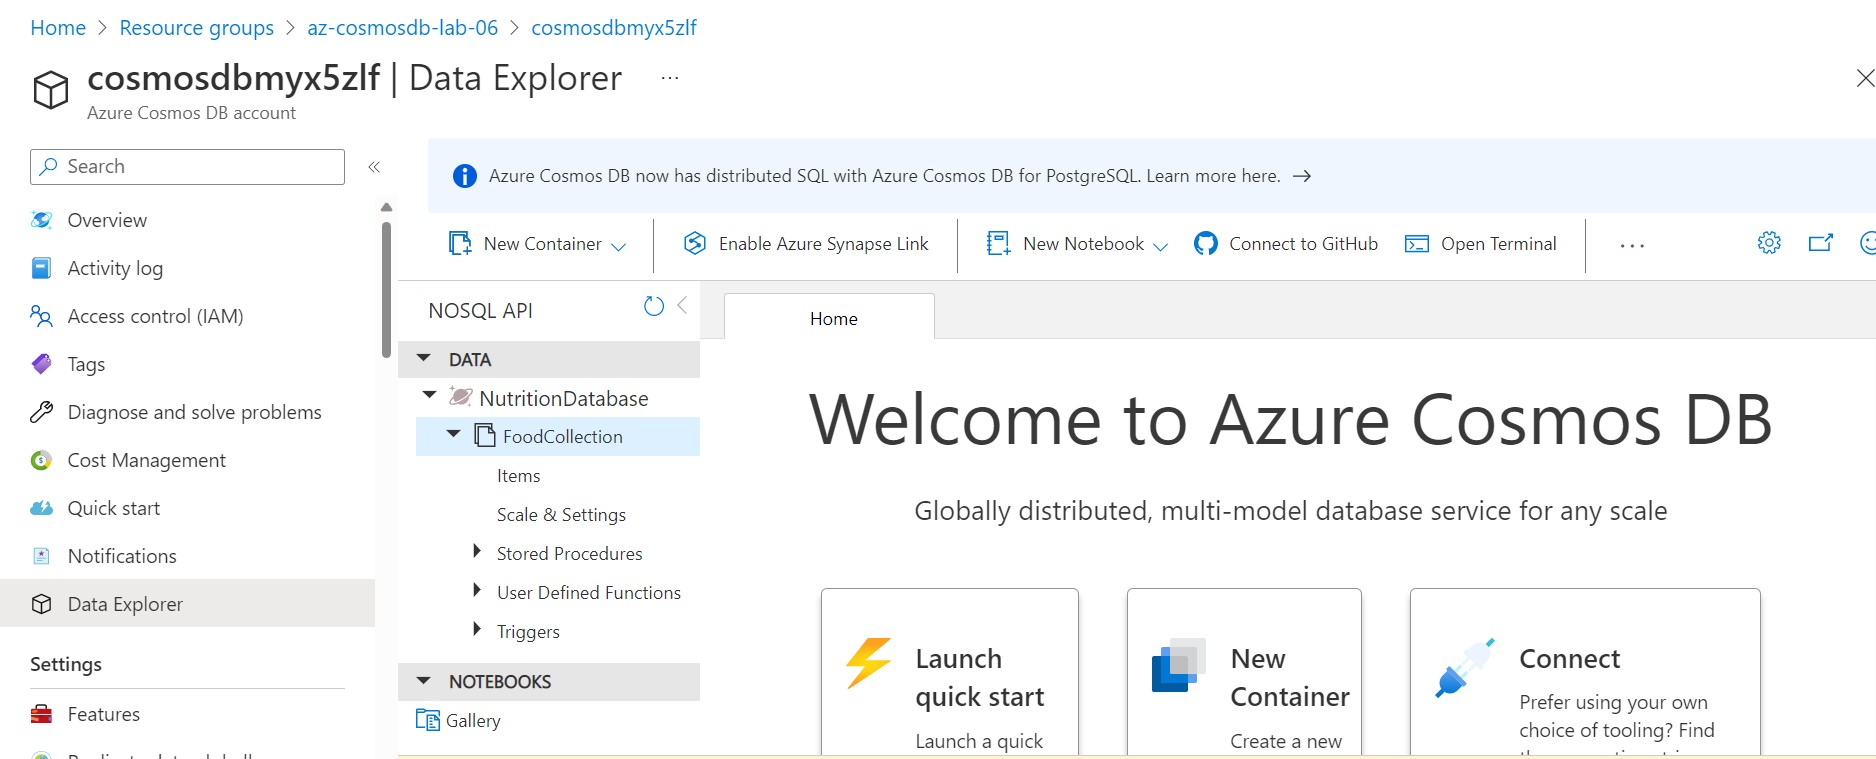 Home > Resource groups > az-cosmosdb-lab-06 > cosmosdbmyx5zlf
cosmosdbmyx5zlf | Data Explorer ...
Azure Cosmos DB account
Search
Overview
Activity log
Access control (IAM)
Tags
Diagnose and solve problems
Cost Management
Quick start
Notifications
Data Explorer
Settings
Features
Azure Cosmos DB now has distributed SQL with Azure Cosmos DB for PostgreSQL. Learn more here. →
New Container
Enable Azure Synapse Link
New Notebook
Connect to GitHub
Open Terminal
...
NOSQL API
DATA
NutritionDatabase
FoodCollection
Items
Scale & Settings
Stored Procedures
User Defined Functions
Triggers
NOTEBOOKS
Gallery
Home
Welcome to Azure Cosmos DB
Globally distributed, multi-model database service for any scale
Launch
quick start
Launch a quick
New
Container
Create a new
Connect
Prefer using your own
choice of tooling? Find